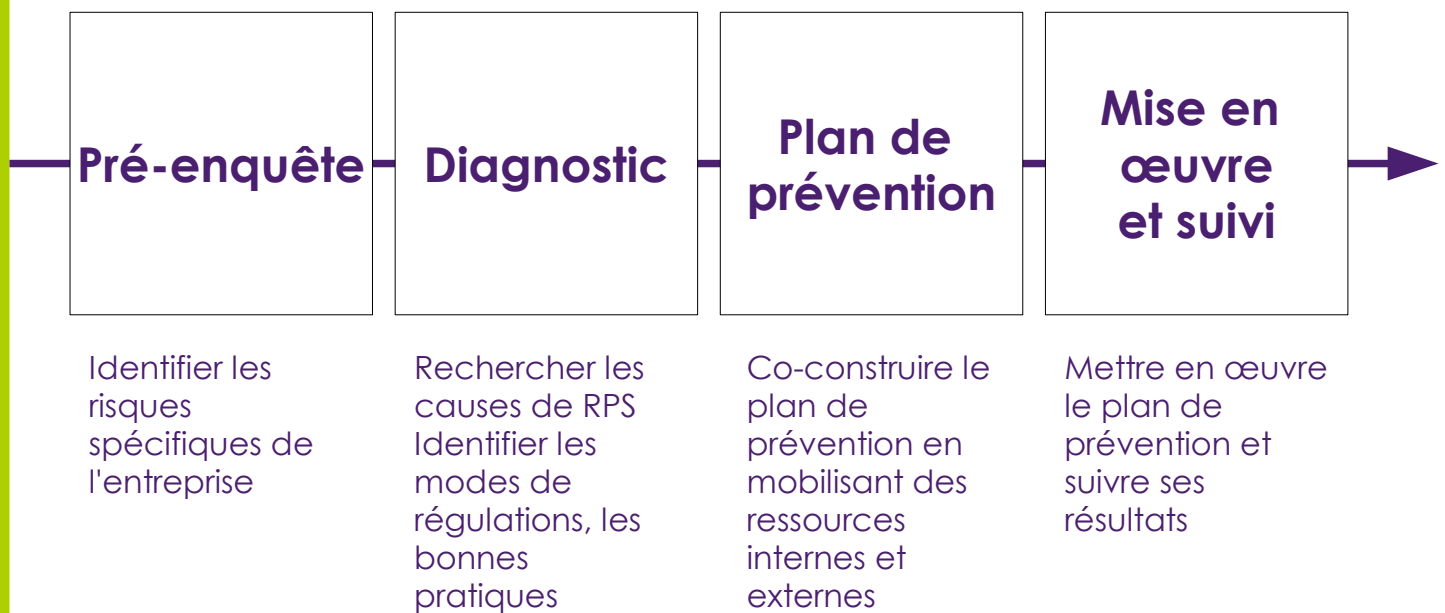 Pré-enquête
Diagnostic
Plan de
prévention
Mise en
œuvre
et suivi
Identifier les
risques
spécifiques de
l'entreprise
Rechercher les
causes de RPS
Identifier les
modes de
régulations, les
bonnes
pratiques
Co-construire le
plan de
prévention en
mobilisant des
ressources
internes et
externes
Mettre en œuvre
le plan de
prévention et
suivre ses
résultats